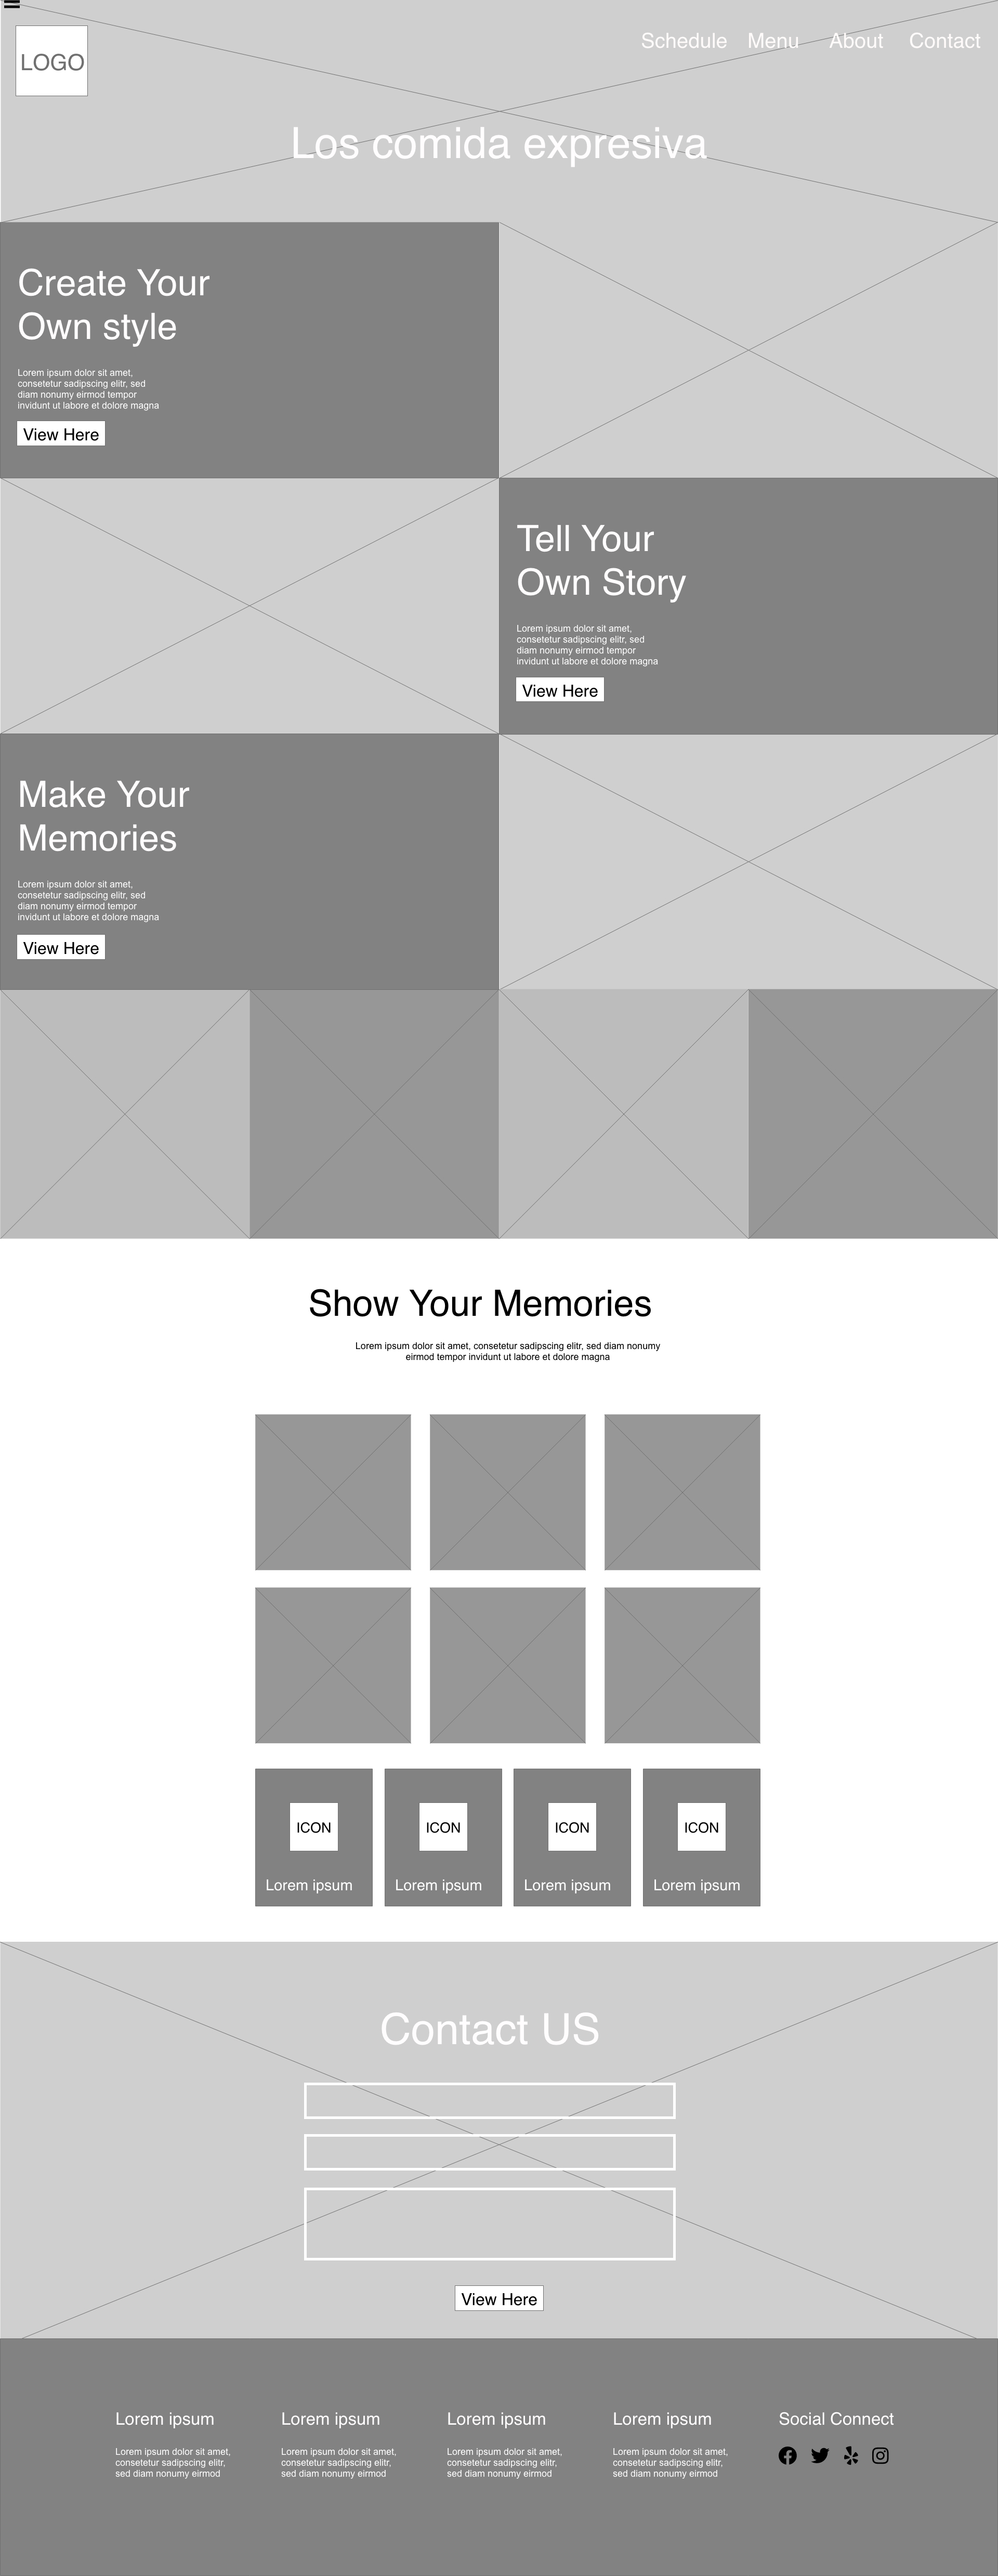 LOGO
Schedule Menu About Contact
Los comida expresiva
Create Your
Own style
Lorem ipsum dolor sit amet,
consetetur sadipscing elitr, sed
diam nonumy eirmod tempor
invidunt ut labore et dolore magna
View Here
Tell Your
Own Story
Lorem ipsum dolor sit amet,
consetetur sadipscing elitr, sed
diam nonumy eirmod tempor
invidunt ut labore et dolore magna
View Here
Make Your
Memories
Lorem ipsum dolor sit amet,
consetetur sadipscing elitr, sed
diam nonumy eirmod tempor
invidunt ut labore et dolore magna
View Here
Show Your Memories
Lorem ipsum dolor sit amet, consetetur sadipscing elitr, sed diam nonumy
eirmod tempor invidunt ut labore et dolore magna
ICON
Lorem ipsum
ICON
Lorem ipsum
ICON
Lorem ipsum
ICON
Lorem ipsum
Contact US
View Here
Lorem ipsum
Lorem ipsum dolor sit amet,
consetetur sadipscing elitr,
sed diam nonumy eirmod
Lorem ipsum
Lorem ipsum dolor sit amet,
consetetur sadipscing elitr,
sed diam nonumy eirmod
Lorem ipsum
Lorem ipsum dolor sit amet,
consetetur sadipscing elitr,
sed diam nonumy eirmod
Lorem ipsum
Lorem ipsum dolor sit amet,
consetetur sadipscing elitr,
sed diam nonumy eirmod
Social Connect